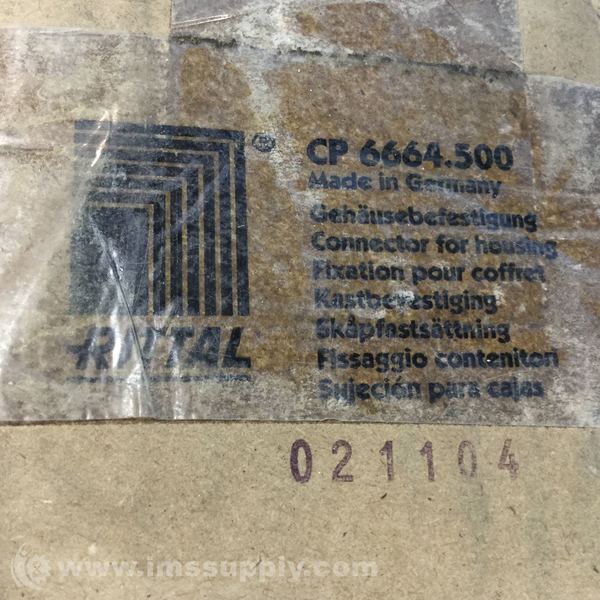 CP 6664.500
Made in Germany
Gehäusebefestigung
Connector for housing
Fixation pour coffret
Kastbevestiging
Skåpfastsättning
Fissaggio contenitori
Sujeción para cajas
RITTAL
®
021104
www.imssupply.com